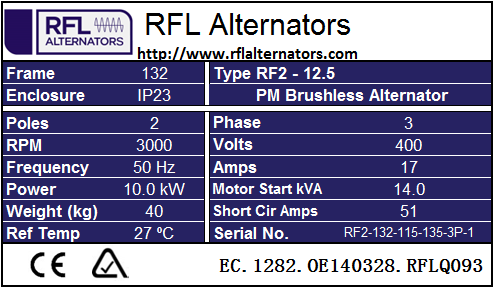 RFL
ALTERNATORS
RFL Alternators
http://www.rflalternators.com
Frame 132 Type RF2 - 12.5
Enclosure IP23 PM Brushless Alternator
Poles 2 Phase 3
RPM 3000 Volts 400
Frequency 50 Hz Amps 17
Power 10.0 kW Motor Start kVA 14.0
Weight (kg) 40 Short Cir Amps 51
Ref Temp 27 ºC Serial No. RF2-132-115-135-3P-1
CE EC.1282.0E140328.RFLQ093